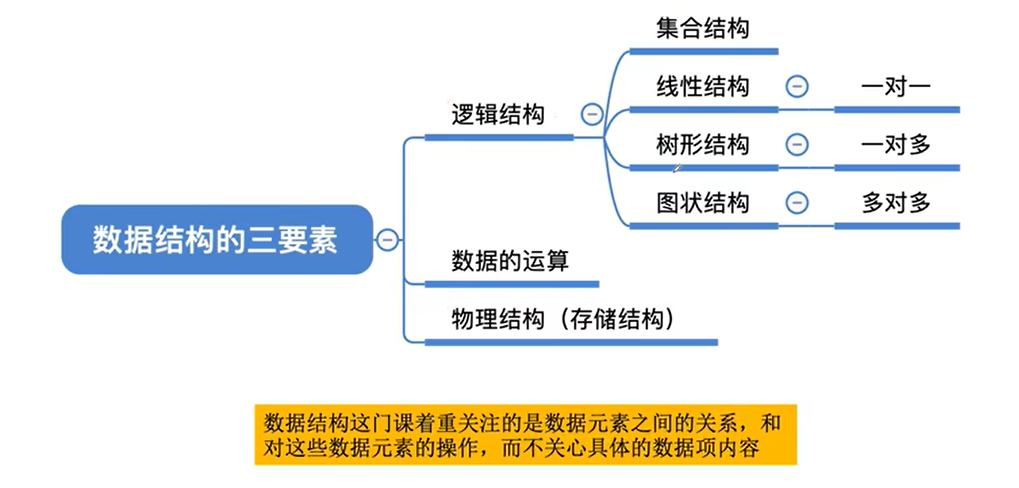 数据结构的三要素
逻辑结构
集合结构
线性结构
一对一
树形结构
一对多
图状结构
多对多
数据的运算
物理结构（存储结构）
数据结构这门课着重关注的是数据元素之间的关系，和
对这些数据元素的操作，而不关心具体的数据项内容